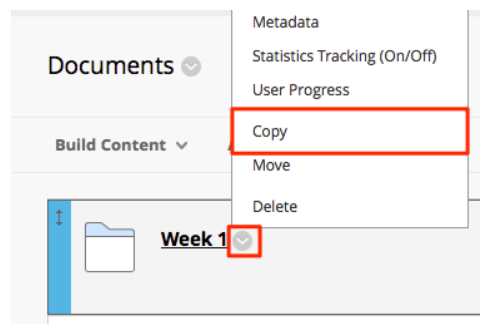 Metadata
Documents
Statistics Tracking (On/Off)
User Progress
Build Content
Copy
Move
Delete
Week 1